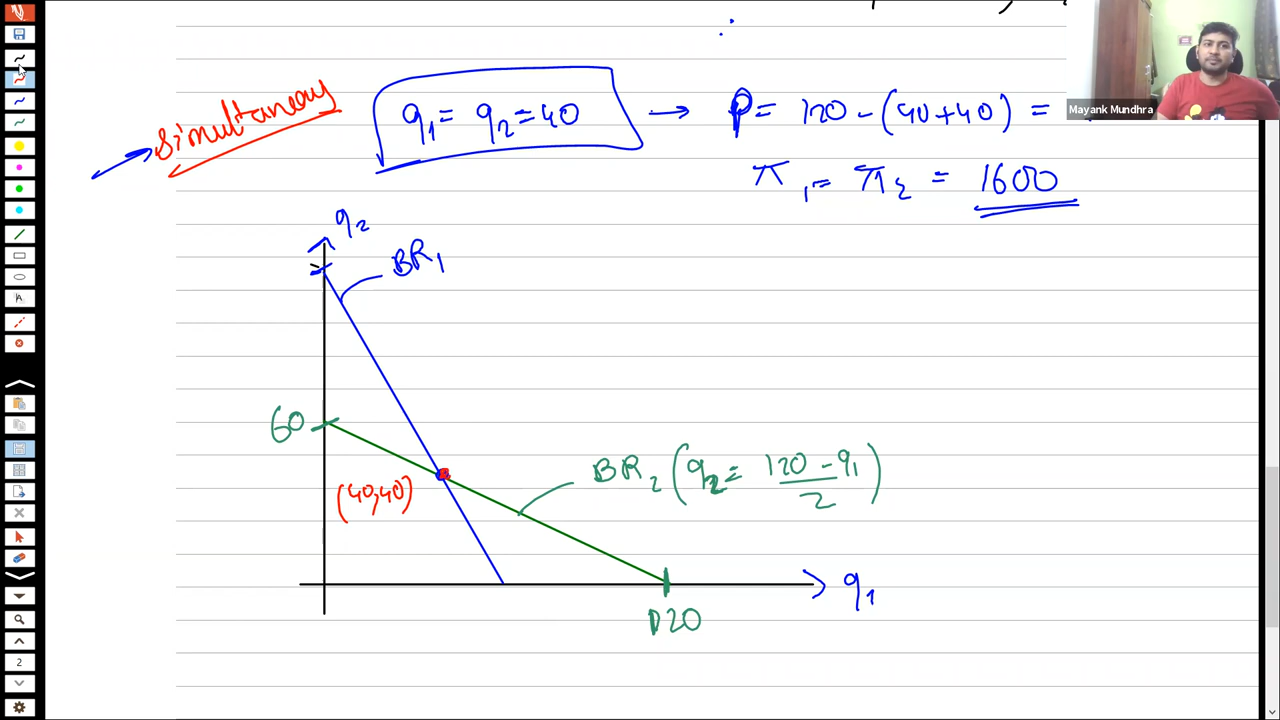 Simultaneous
q₁ = q₂ = 40 → P = 120 - (40+40) =
π₁ = π₂ = 1600
Mayank Mundhra
q₂
BR₁
60
(40,40)
BR₂ (q₂ = (120 - q₁)/2)
q₁
120
2